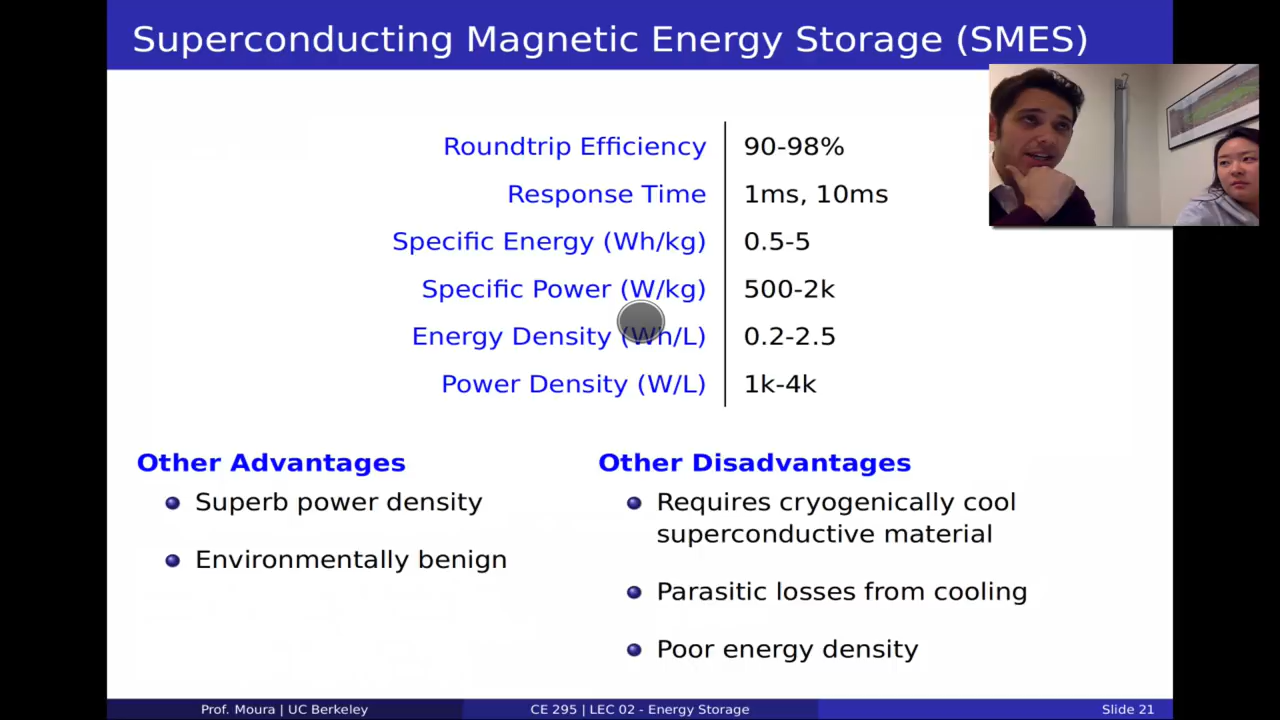 Superconducting Magnetic Energy Storage (SMES)
Roundtrip Efficiency 90-98%
Response Time 1ms, 10ms
Specific Energy (Wh/kg) 0.5-5
Specific Power (W/kg) 500-2k
Energy Density (Wh/L) 0.2-2.5
Power Density (W/L) 1k-4k
Other Advantages
Superb power density
Environmentally benign
Other Disadvantages
Requires cryogenically cool
superconductive material
Parasitic losses from cooling
Poor energy density
Prof. Moura | UC Berkeley CE 295 | LEC 02 - Energy Storage Slide 21